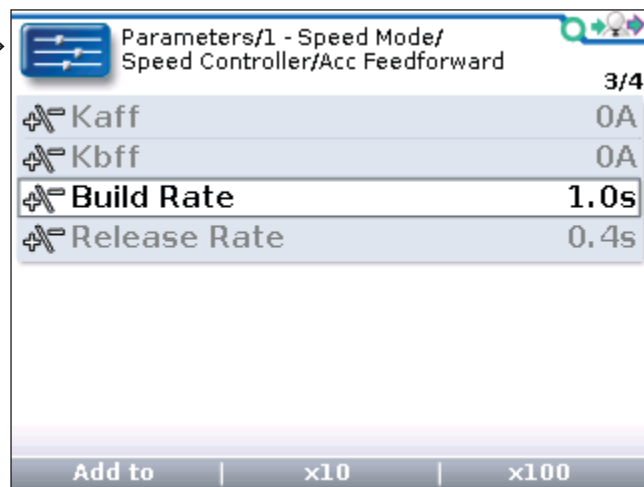 Parameters/1 - Speed Mode/
Speed Controller/Acc Feedforward
3/4
Kaff 0A
Kbff 0A
Build Rate 1.0s
Release Rate 0.4s
Add to | x10 | x100